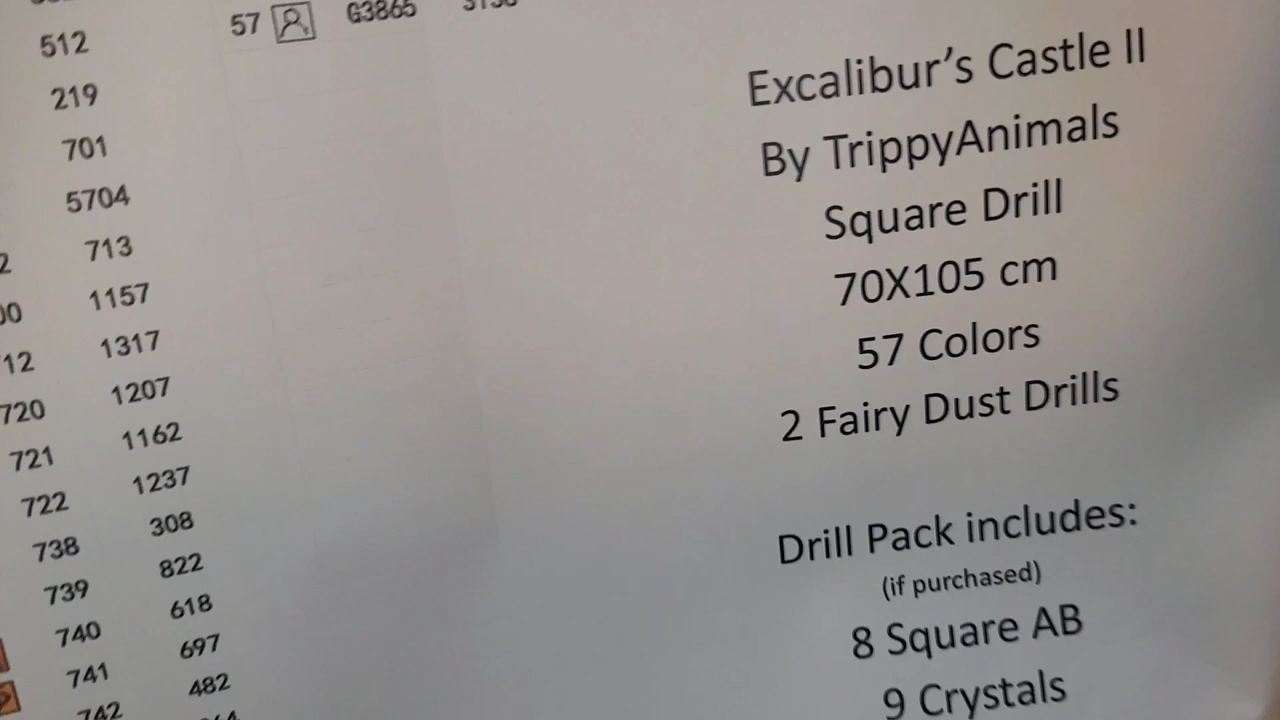 512
219
701
5704
713
1157
12 1317
720 1207
721 1162
722 1237
738 308
739 822
740 618
741 697
742 482
57 G3865
Excalibur's Castle II
By TrippyAnimals
Square Drill
70X105 cm
57 Colors
2 Fairy Dust Drills
Drill Pack includes:
(if purchased)
8 Square AB
9 Crystals